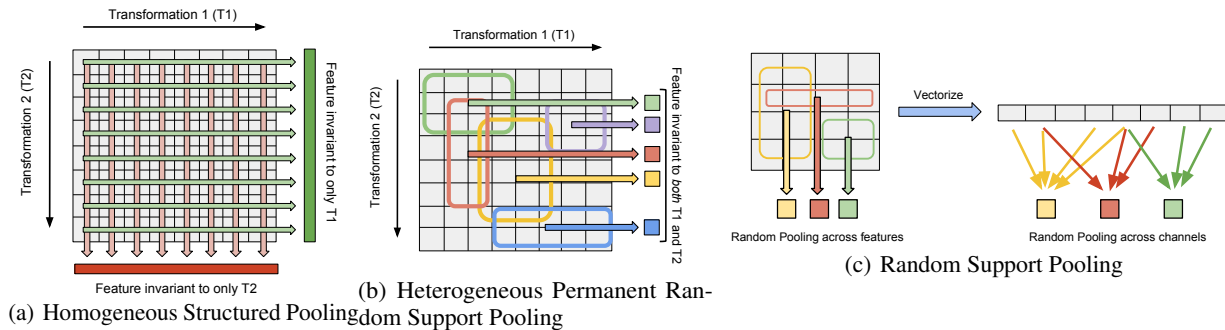 Transformation 1 (T1)
Transformation 2 (T2)
Feature invariant to only T1
Feature invariant to only T2
(a) Homogeneous Structured Pooling
Transformation 1 (T1)
Transformation 2 (T2)
Feature invariant to both T1 and T2
(b) Heterogeneous Permanent Ran-
dom Support Pooling
Vectorize
Random Pooling across features
Random Pooling across channels
(c) Random Support Pooling